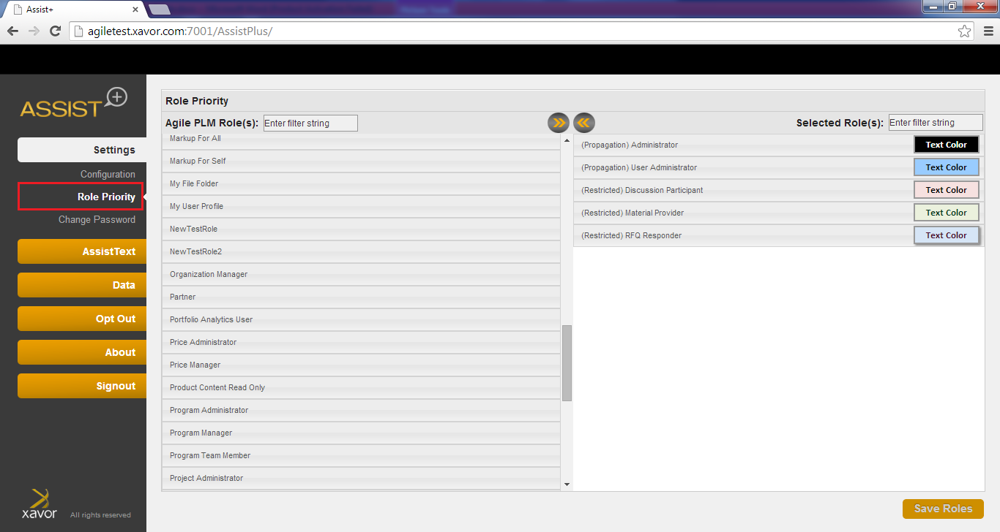 Assist+
agiletest.xavor.com:7001/AssistPlus/
ASSIST
Settings
Configuration
Role Priority
Change Password
AssistText
Data
Opt Out
About
Signout
xavor All rights reserved
Role Priority
Agile PLM Role(s): Enter filter string
Markup For All
Markup For Self
My File Folder
My User Profile
NewTestRole
NewTestRole2
Organization Manager
Partner
Portfolio Analytics User
Price Administrator
Price Manager
Product Content Read Only
Program Administrator
Program Manager
Program Team Member
Project Administrator
Selected Role(s): Enter filter string
(Propagation) Administrator Text Color
(Propagation) User Administrator Text Color
(Restricted) Discussion Participant Text Color
(Restricted) Material Provider Text Color
(Restricted) RFQ Responder Text Color
Save Roles